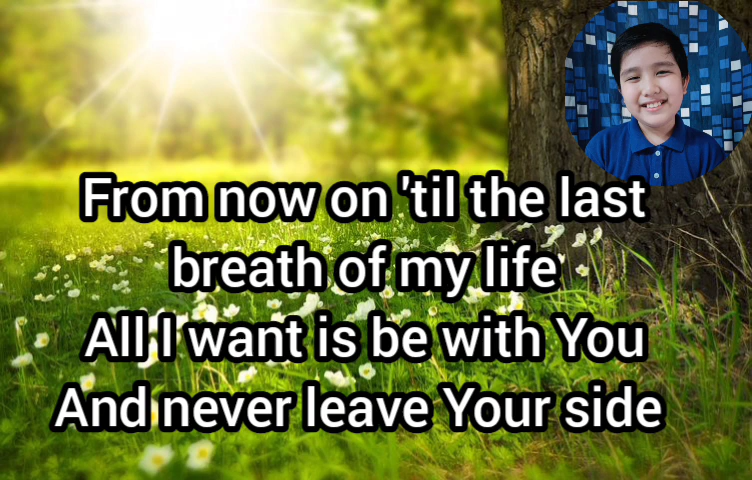 From now on 'til the last
breath of my life
All I want is be with You
And never leave Your side